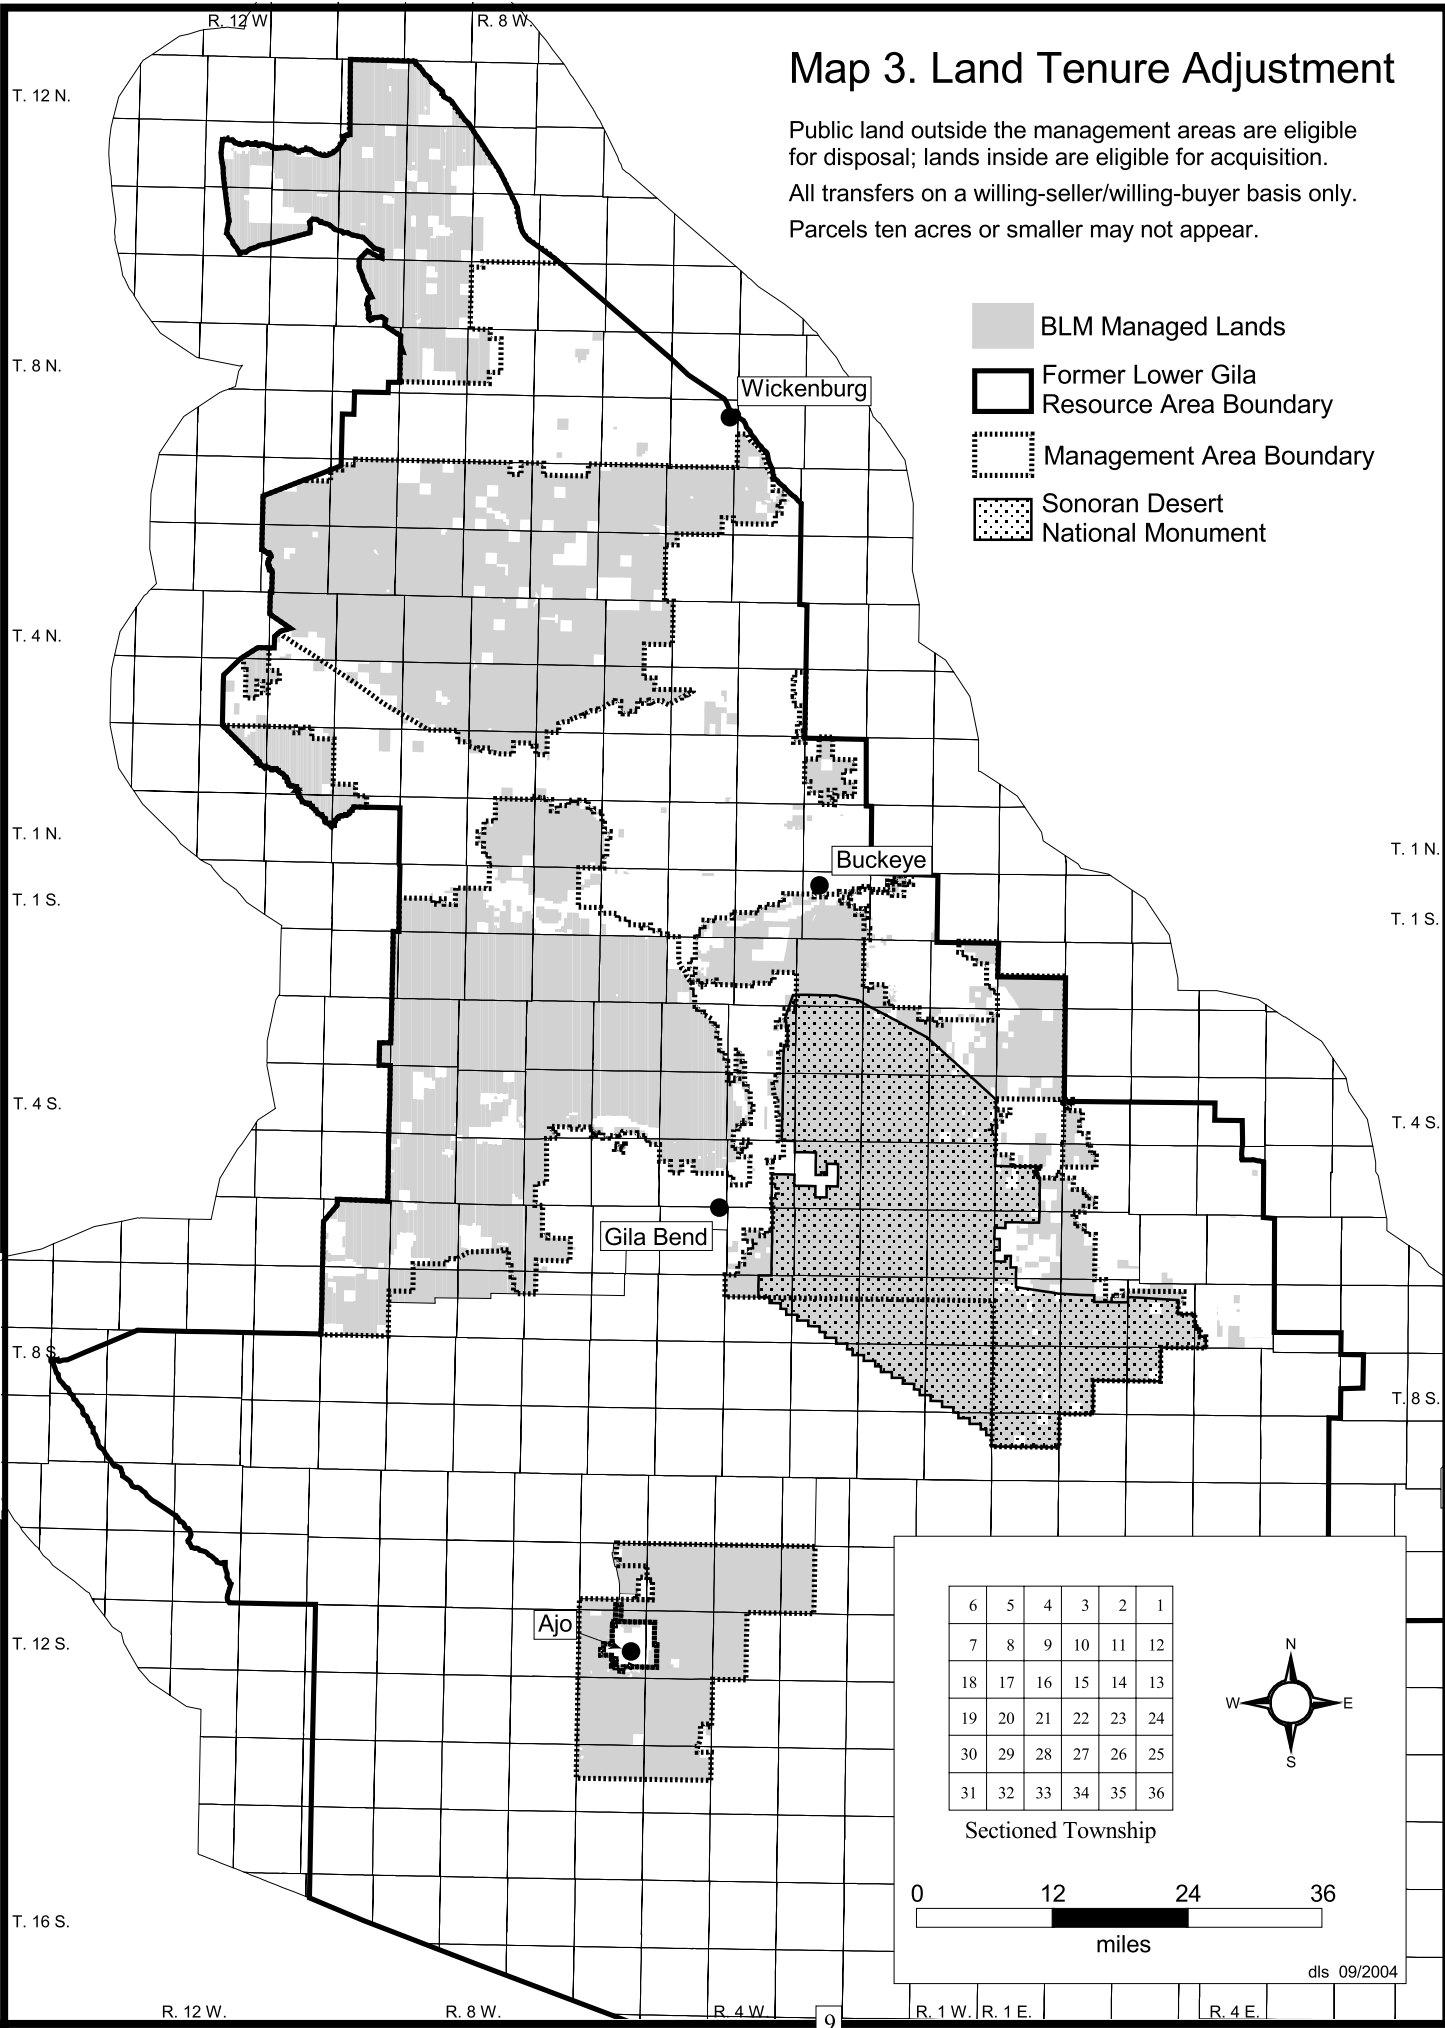 R. 12 W
R. 8 W.
Map 3. Land Tenure Adjustment
T. 12 N.
Public land outside the management areas are eligible
for disposal; lands inside are eligible for acquisition.
All transfers on a willing-seller/willing-buyer basis only.
Parcels ten acres or smaller may not appear.
BLM Managed Lands
Former Lower Gila
Resource Area Boundary
Management Area Boundary
Sonoran Desert
National Monument
T. 8 N.
Wickenburg
T. 4 N.
T. 1 N.
T. 1 N.
Buckeye
T. 1 S.
T. 1 S.
T. 4 S.
T. 4 S.
Gila Bend
T. 8 S.
T. 8 S.
Ajo
T. 12 S.
6 5 4 3 2 1
7 8 9 10 11 12
18 17 16 15 14 13
19 20 21 22 23 24
30 29 28 27 26 25
31 32 33 34 35 36
Sectioned Township
N
W E
S
0 12 24 36
miles
dls 09/2004
T. 16 S.
R. 12 W.
R. 8 W.
R. 4 W.
9
R. 1 W.
R. 1 E.
R. 4 E.